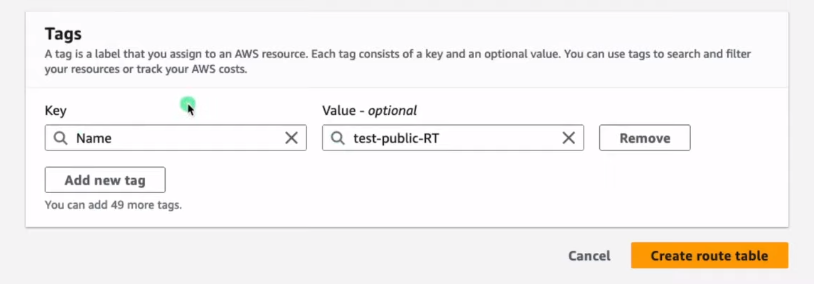 Tags
A tag is a label that you assign to an AWS resource. Each tag consists of a key and an optional value. You can use tags to search and filter
your resources or track your AWS costs.
Key
Value - optional
Name
test-public-RT
Remove
Add new tag
You can add 49 more tags.
Cancel
Create route table